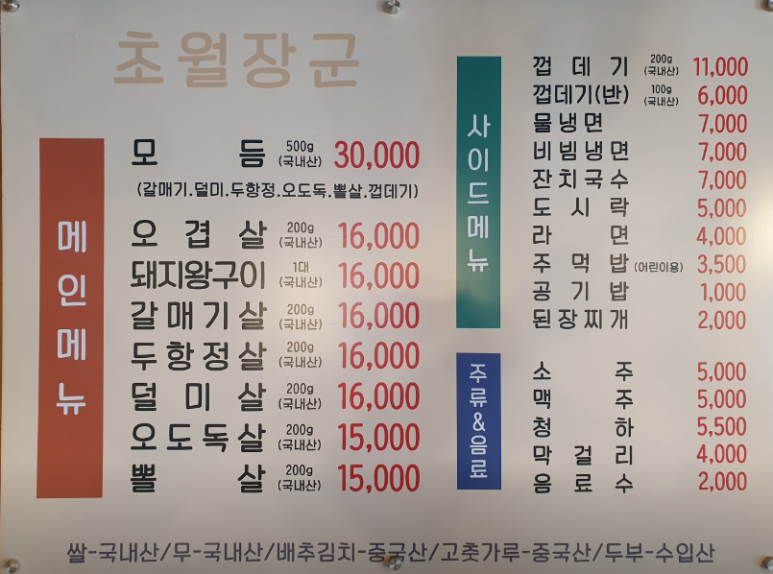 초월장군
메인메뉴
모듬 500g (국내산) 30,000
(갈매기.덜미.두항정.오도독.뽈살.껍데기)
오겹살 200g (국내산) 16,000
돼지왕구이 1대 (국내산) 16,000
갈매기살 200g (국내산) 16,000
두항정살 200g (국내산) 16,000
덜미살 200g (국내산) 16,000
오도독살 200g (국내산) 15,000
뽈살 200g (국내산) 15,000
사이드메뉴
껍데기 200g (국내산) 11,000
껍데기(반) 100g (국내산) 6,000
물냉면 7,000
비빔냉면 7,000
잔치국수 7,000
도시락 5,000
라면 4,000
주먹밥 (어린이용) 3,500
공기밥 1,000
된장찌개 2,000
주류&음료
소주 5,000
맥주 5,000
청하 5,500
막걸리 4,000
음료수 2,000
쌀-국내산/무-국내산/배추김치-중국산/고춧가루-중국산/두부-수입산